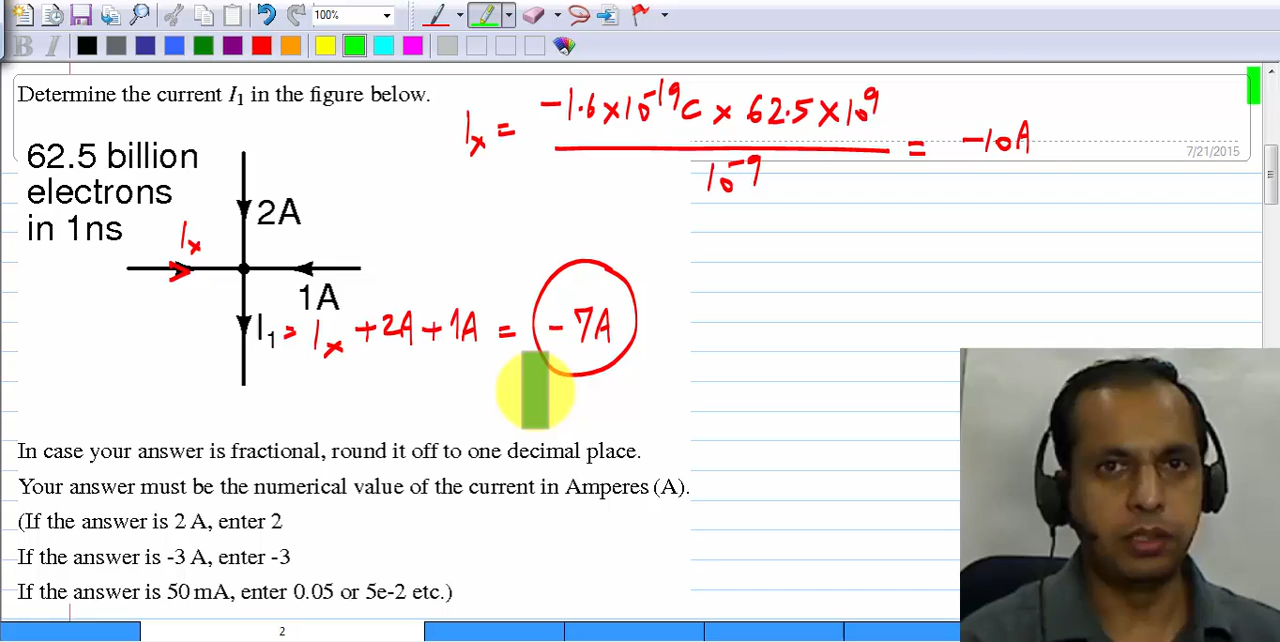 100%
B I
Determine the current I₁ in the figure below.
Iₓ = -1.6×10⁻¹⁹C × 62.5×10⁹ / 10⁻⁹ = -10A
7/21/2015
62.5 billion
electrons
in 1ns
Iₓ
2A
1A
I₁ = Iₓ + 2A + 1A = -7A
In case your answer is fractional, round it off to one decimal place.
Your answer must be the numerical value of the current in Amperes (A).
(If the answer is 2 A, enter 2
If the answer is -3 A, enter -3
If the answer is 50 mA, enter 0.05 or 5e-2 etc.)
2